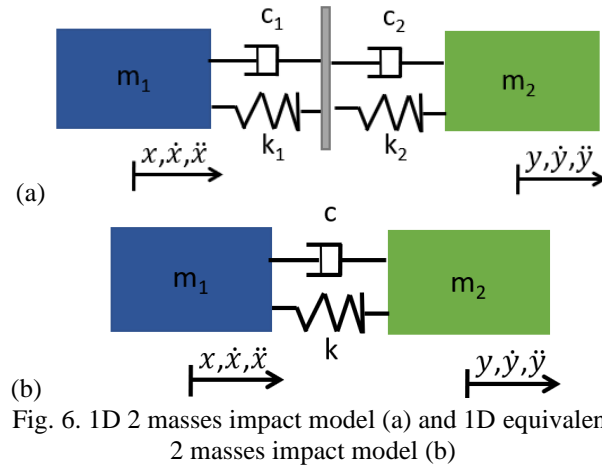 c₁ c₂
m₁ m₂
k₁ k₂
x,ẋ,ẍ y,ẏ,ÿ
(a)
c
m₁ m₂
k
x,ẋ,ẍ y,ẏ,ÿ
(b)
Fig. 6. 1D 2 masses impact model (a) and 1D equivalen
2 masses impact model (b)